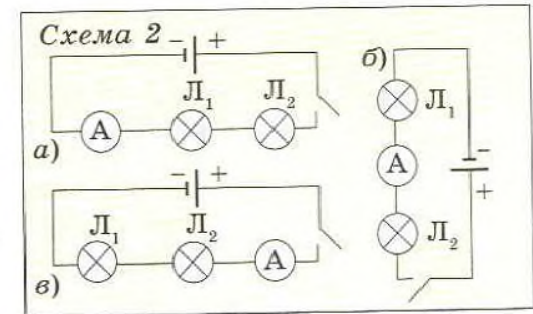 Схема 2
− +
б)
Л₁ Л₂
Л₁
А
а)
А
−
+
− +
Л₁ Л₂
Л₂
А
в)